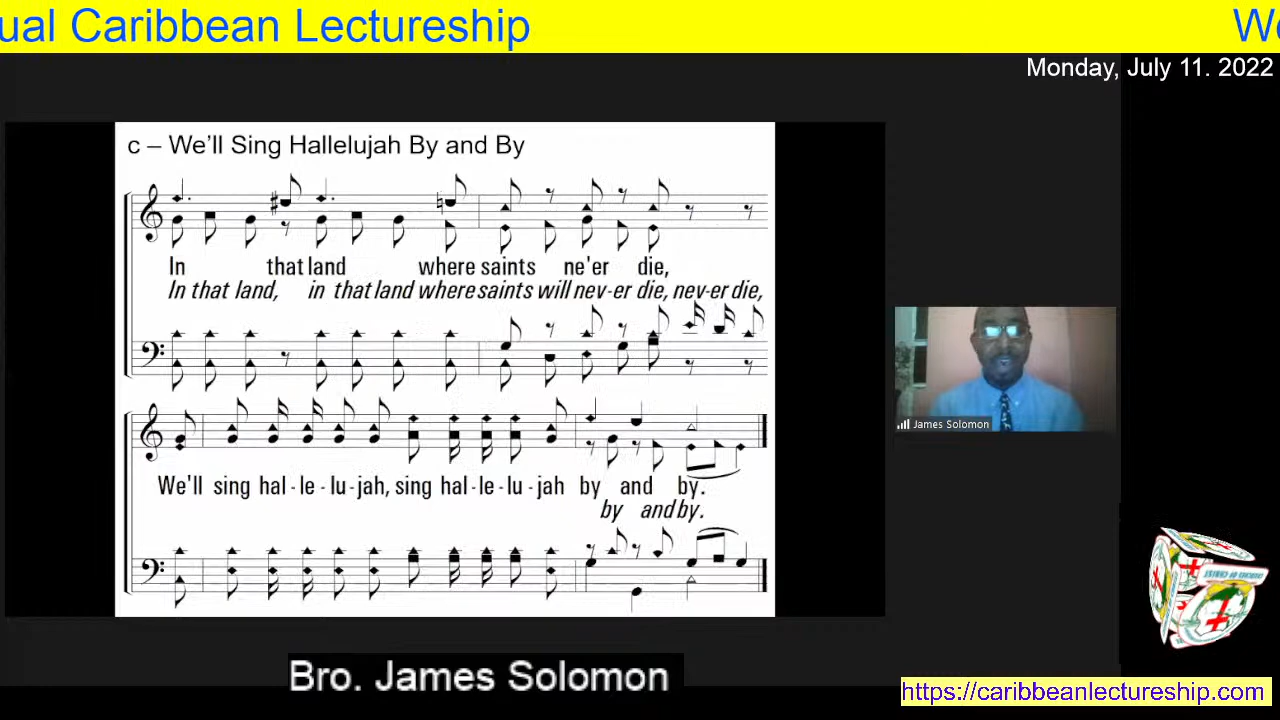 ual Caribbean Lectureship
Monday, July 11. 2022
c – We'll Sing Hallelujah By and By
In that land where saints ne'er die,
In that land, in that land where saints will nev-er die, nev-er die,
We'll sing hal-le-lu-jah, sing hal-le-lu-jah by and by.
by and by.
James Solomon
CHURCHES OF CHRIST
Bro. James Solomon
https://caribbeanlectureship.com